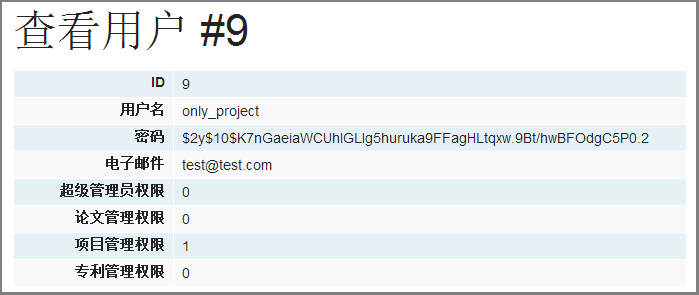 查看用户 #9
ID 9
用户名 only_project
密码 $2y$10$K7nGaeiaWCUhlGLlg5huruka9FFagHLtqxw.9Bt/hwBFOdgC5P0.2
电子邮件 test@test.com
超级管理员权限 0
论文管理权限 0
项目管理权限 1
专利管理权限 0